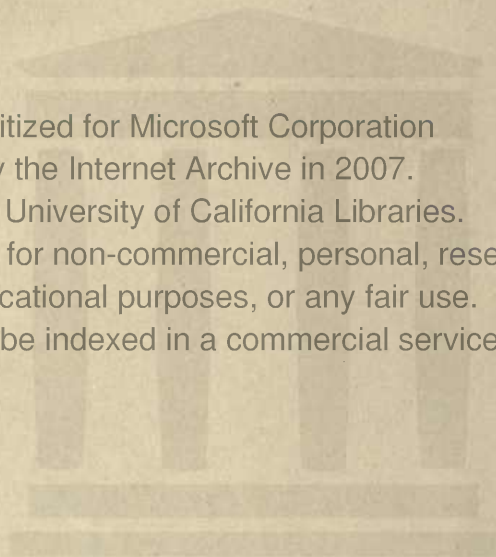 itized for Microsoft Corporation
y the Internet Archive in 2007.
University of California Libraries.
for non-commercial, personal, rese
cational purposes, or any fair use.
be indexed in a commercial service